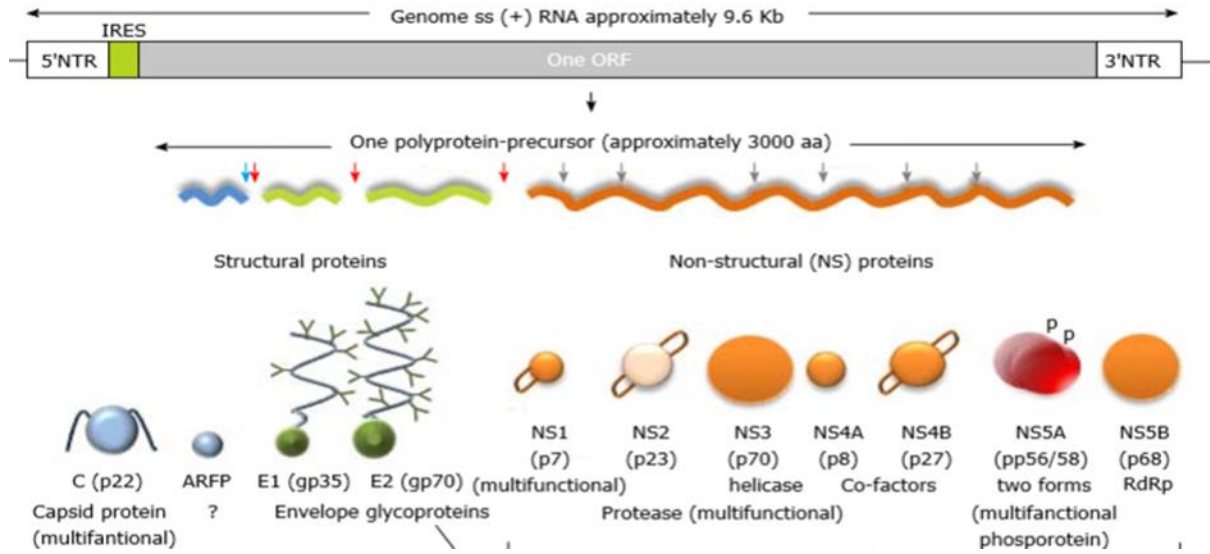 Genome ss (+) RNA approximately 9.6 Kb
IRES
5'NTR
One ORF
3'NTR
One polyprotein-precursor (approximately 3000 aa)
Structural proteins
Non-structural (NS) proteins
p
p
C (p22)
Capsid protein
(multifantional)
ARFP
?
E1 (gp35)
E2 (gp70)
Envelope glycoproteins
NS1
(p7)
(multifunctional)
NS2
(p23)
NS3
(p70)
helicase
Protease (multifunctional)
NS4A
(p8)
NS4B
(p27)
Co-factors
NS5A
(pp56/58)
two forms
(multifanctional
phosporotein)
NS5B
(p68)
RdRp